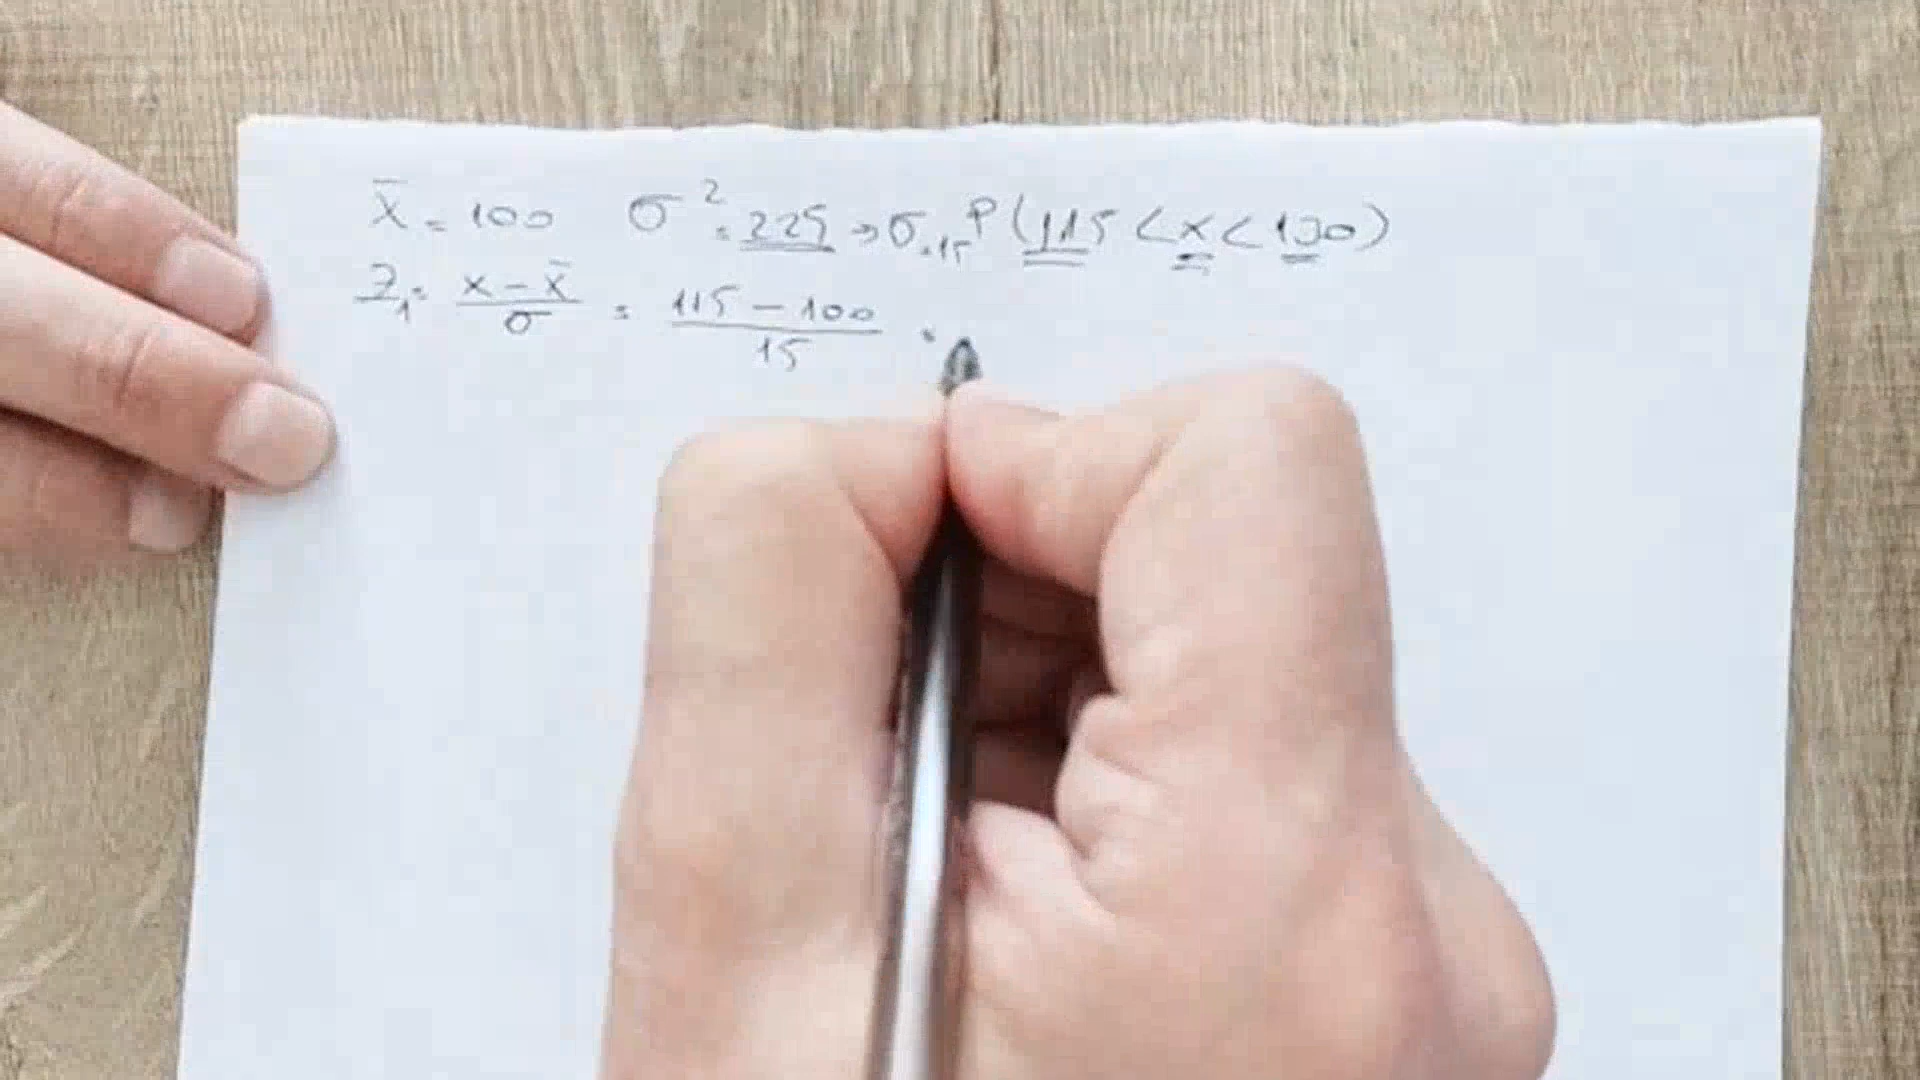 x̄ = 100 σ² = 225 → σ = 15 P(115 < x < 130)
Z₁ = x - x̄ / σ = 115 - 100 / 15 =